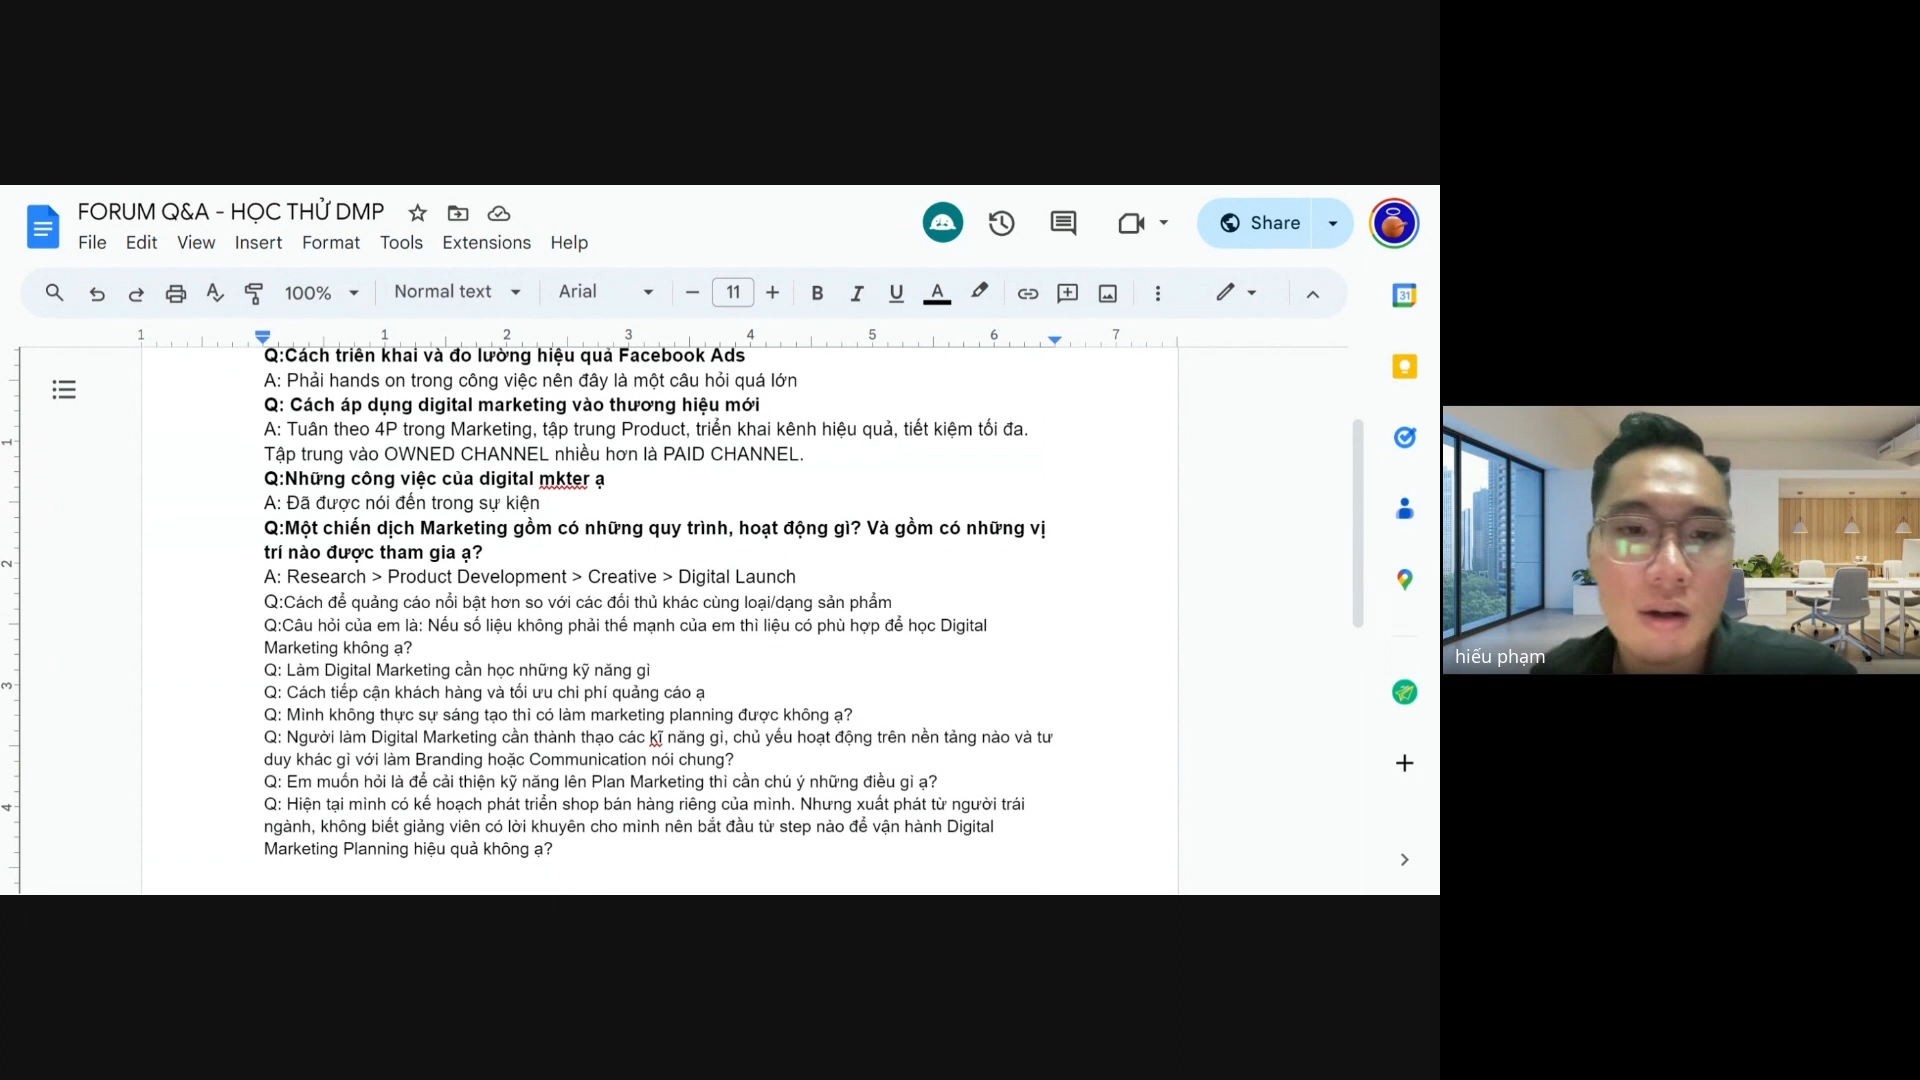 FORUM Q&A - HỌC THỬ DMP
File Edit View Insert Format Tools Extensions Help
Share
100% Normal text Arial 11 B I U A
31
1 1 2 3 4 5 6 7
Q:Cách triên khai và đo lường hiệu quả Facebook Ads
A: Phải hands on trong công việc nên đây là một câu hỏi quá lớn
Q: Cách áp dụng digital marketing vào thương hiệu mới
A: Tuân theo 4P trong Marketing, tập trung Product, triển khai kênh hiệu quả, tiết kiệm tối đa.
Tập trung vào OWNED CHANNEL nhiều hơn là PAID CHANNEL.
Q:Những công việc của digital mkter ạ
A: Đã được nói đến trong sự kiện
Q:Một chiến dịch Marketing gồm có những quy trình, hoạt động gì? Và gồm có những vị
trí nào được tham gia ạ?
A: Research > Product Development > Creative > Digital Launch
Q:Cách để quảng cáo nổi bật hơn so với các đối thủ khác cùng loại/dạng sản phẩm
Q:Câu hỏi của em là: Nếu số liệu không phải thế mạnh của em thì liệu có phù hợp để học Digital
Marketing không ạ?
Q: Làm Digital Marketing cần học những kỹ năng gì
Q: Cách tiếp cận khách hàng và tối ưu chi phí quảng cáo ạ
Q: Mình không thực sự sáng tạo thì có làm marketing planning được không ạ?
Q: Người làm Digital Marketing cần thành thạo các kĩ năng gì, chủ yếu hoạt động trên nền tảng nào và tư
duy khác gì với làm Branding hoặc Communication nói chung?
Q: Em muốn hỏi là để cải thiện kỹ năng lên Plan Marketing thì cần chú ý những điều gì ạ?
Q: Hiện tại mình có kế hoạch phát triển shop bán hàng riêng của mình. Nhưng xuất phát từ người trái
ngành, không biết giảng viên có lời khuyên cho mình nên bắt đầu từ step nào để vận hành Digital
Marketing Planning hiệu quả không ạ?
1
2
3
4
hiếu phạm